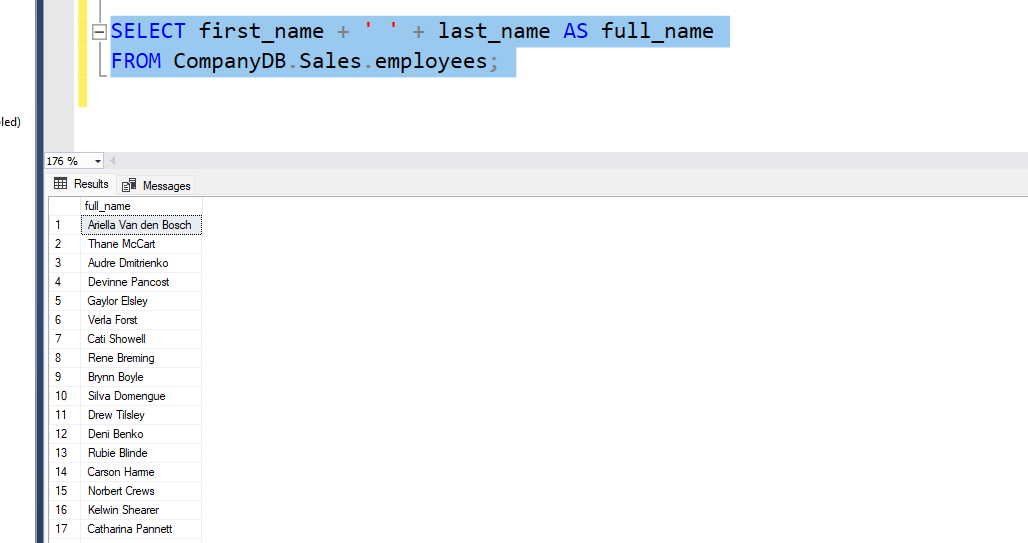 SELECT first_name + ' ' + last_name AS full_name
FROM CompanyDB.Sales.employees;
led)
176 %
Results Messages
full_name
1 Ariella Van den Bosch
2 Thane McCart
3 Audre Dmitrienko
4 Devinne Pancost
5 Gaylor Elsley
6 Verla Forst
7 Cati Showell
8 Rene Breming
9 Brynn Boyle
10 Silva Domengue
11 Drew Tilsley
12 Deni Benko
13 Rubie Blinde
14 Carson Harme
15 Norbert Crews
16 Kelwin Shearer
17 Catharina Pannett